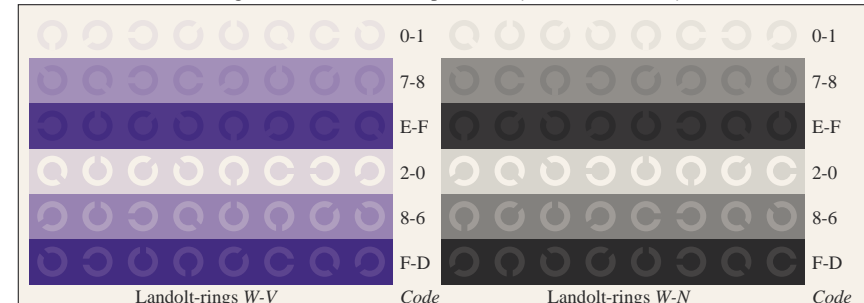 0-1 0-1
7-8 7-8
E-F E-F
2-0 2-0
8-6 8-6
F-D F-D
Landolt-rings W-V Code Landolt-rings W-N Code